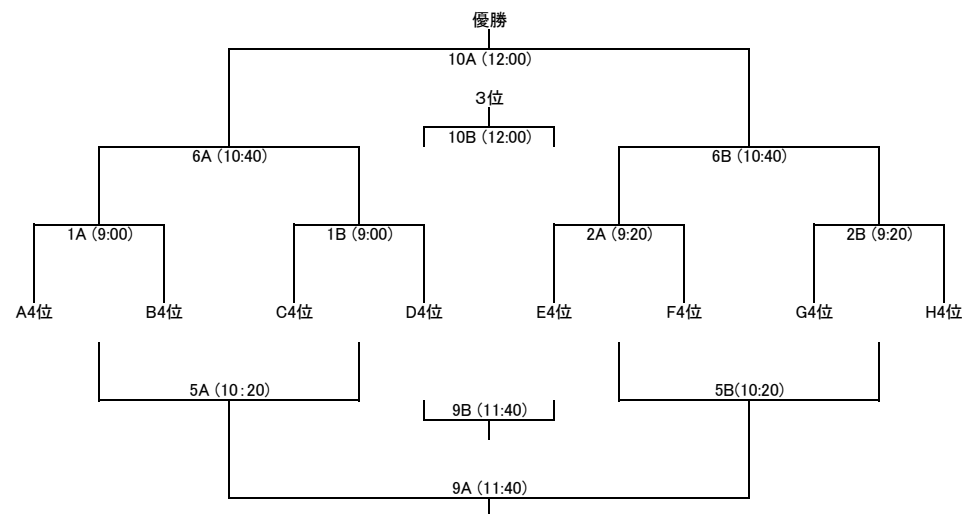 優勝
10A (12:00)
３位
10B (12:00)
6A (10:40)
6B (10:40)
1A (9:00)
1B (9:00)
2A (9:20)
2B (9:20)
A4位
B4位
C4位
D4位
E4位
F4位
G4位
H4位
5A (10：20)
5B(10:20)
9B (11:40)
9A (11:40)